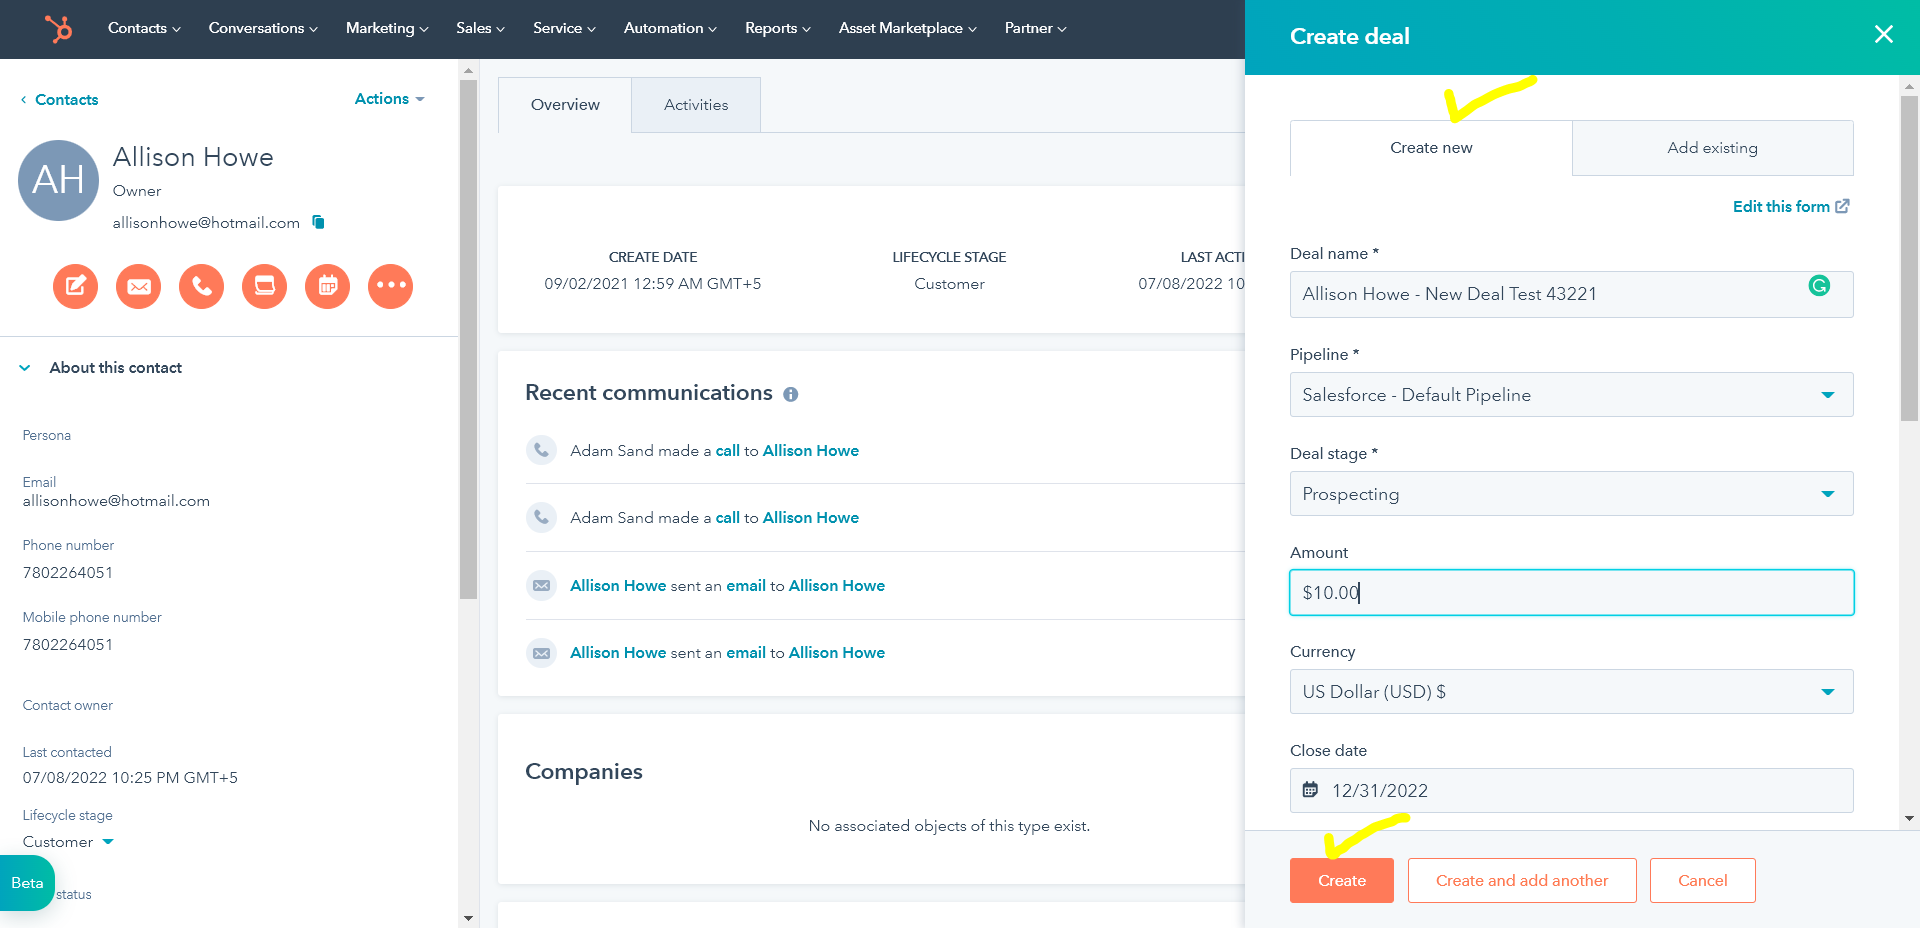 Contacts Conversations Marketing Sales Service Automation Reports Asset Marketplace Partner
Contacts
Actions
AH
Allison Howe
Owner
allisonhowe@hotmail.com
About this contact
Persona
Email
allisonhowe@hotmail.com
Phone number
7802264051
Mobile phone number
7802264051
Contact owner
Last contacted
07/08/2022 10:25 PM GMT+5
Lifecycle stage
Customer
Beta
status
Overview Activities
CREATE DATE LIFECYCLE STAGE LAST ACTI
09/02/2021 12:59 AM GMT+5 Customer 07/08/2022 10
Recent communications
Adam Sand made a call to Allison Howe
Adam Sand made a call to Allison Howe
Allison Howe sent an email to Allison Howe
Allison Howe sent an email to Allison Howe
Companies
No associated objects of this type exist.
Create deal
Create new Add existing
Edit this form
Deal name *
Allison Howe - New Deal Test 43221
Pipeline *
Salesforce - Default Pipeline
Deal stage *
Prospecting
Amount
$10.00
Currency
US Dollar (USD) $
Close date
12/31/2022
Create Create and add another Cancel